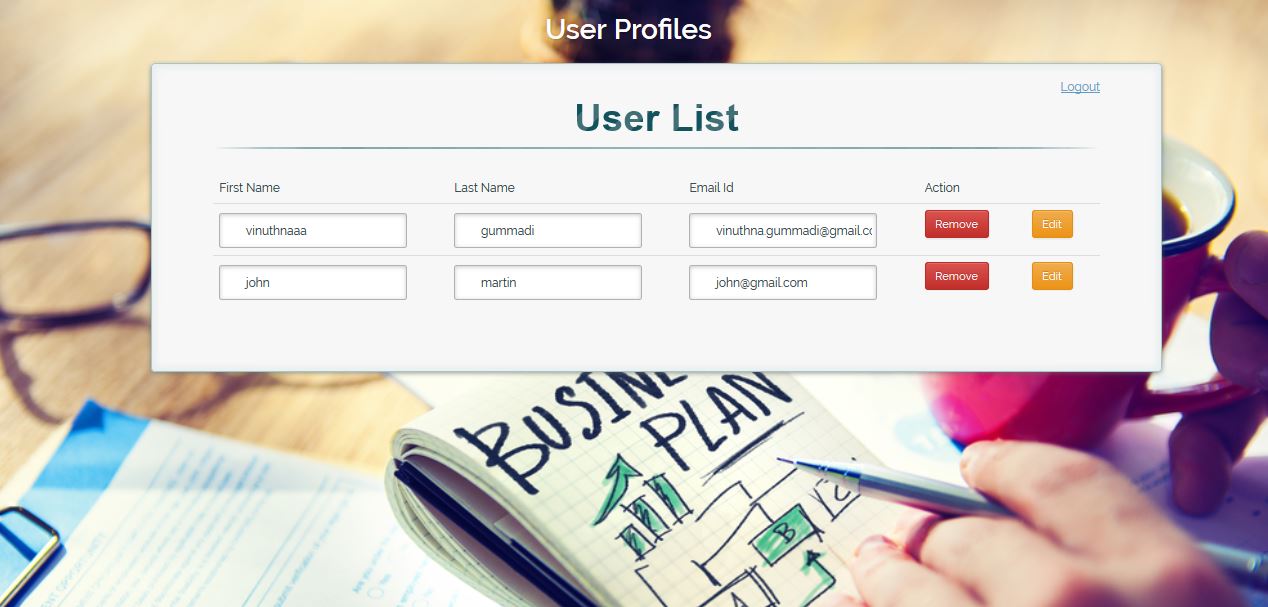 User Profiles
Logout
User List
First Name Last Name Email Id Action
vinuthnaaa gummadi vinuthna.gummadi@gmail.co Remove Edit
john martin john@gmail.com Remove Edit
BUSINE
PLAN
B
A